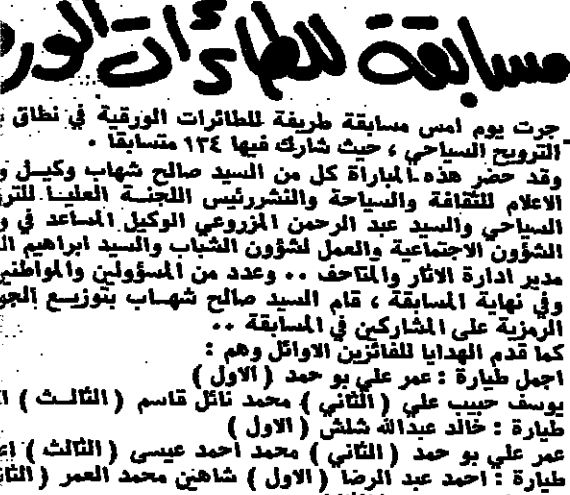 مسابقة للطائرات الور
جرت يوم امس مسابقة طريفة للطائرات الورقية في نطاق
الترويح السياحي ، حيث شارك فيها ١٣٤ متسابقا .
وقد حضر هذه المباراة كل من السيد صالح شهاب وكيل و
الاعلام للثقافة والسياحة والنشررئيس اللجنة العليا للتر
السياحي والسيد عبد الرحمن المزروعي الوكيل المساعد في و
الشؤون الاجتماعية والعمل لشؤون الشباب والسيد ابراهيم ال
مدير ادارة الاثار والمتاحف .. وعدد من المسؤولين والمواطنين
وفي نهاية المسابقة ، قام السيد صالح شهاب بتوزيع الجو
الرمزية على المشاركين في المسابقة ..
كما قدم الهدايا للفائزين الاوائل وهم :
اجمل طيارة : عمر علي بو حمد ( الاول )
يوسف حبيب علي ( الثاني ) محمد نائل قاسم ( الثالث ) ا
طيارة : خالد عبدالله شلش ( الاول )
عمر علي بو حمد ( الثاني ) محمد احمد عيسى ( الثالث )
طيارة : احمد عبد الرضا ( الاول ) شاهين محمد العمر ( الثا